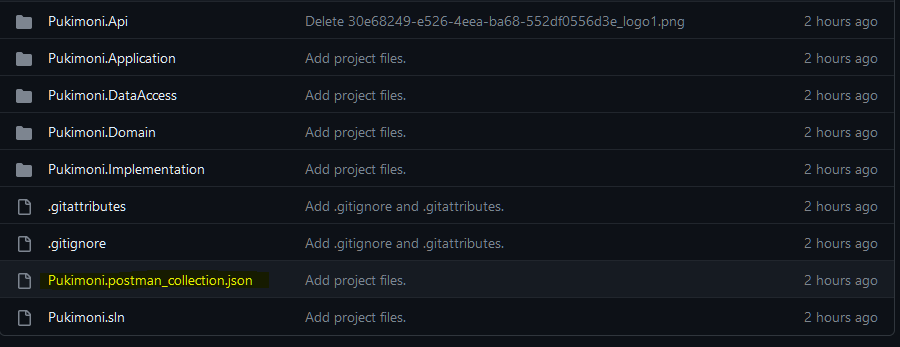 Pukimoni.Api Delete 30e68249-e526-4eea-ba68-552df0556d3e_logo1.png 2 hours ago
Pukimoni.Application Add project files. 2 hours ago
Pukimoni.DataAccess Add project files. 2 hours ago
Pukimoni.Domain Add project files. 2 hours ago
Pukimoni.Implementation Add project files. 2 hours ago
.gitattributes Add .gitignore and .gitattributes. 2 hours ago
.gitignore Add .gitignore and .gitattributes. 2 hours ago
Pukimoni.postman_collection.json Add project files. 2 hours ago
Pukimoni.sln Add project files. 2 hours ago